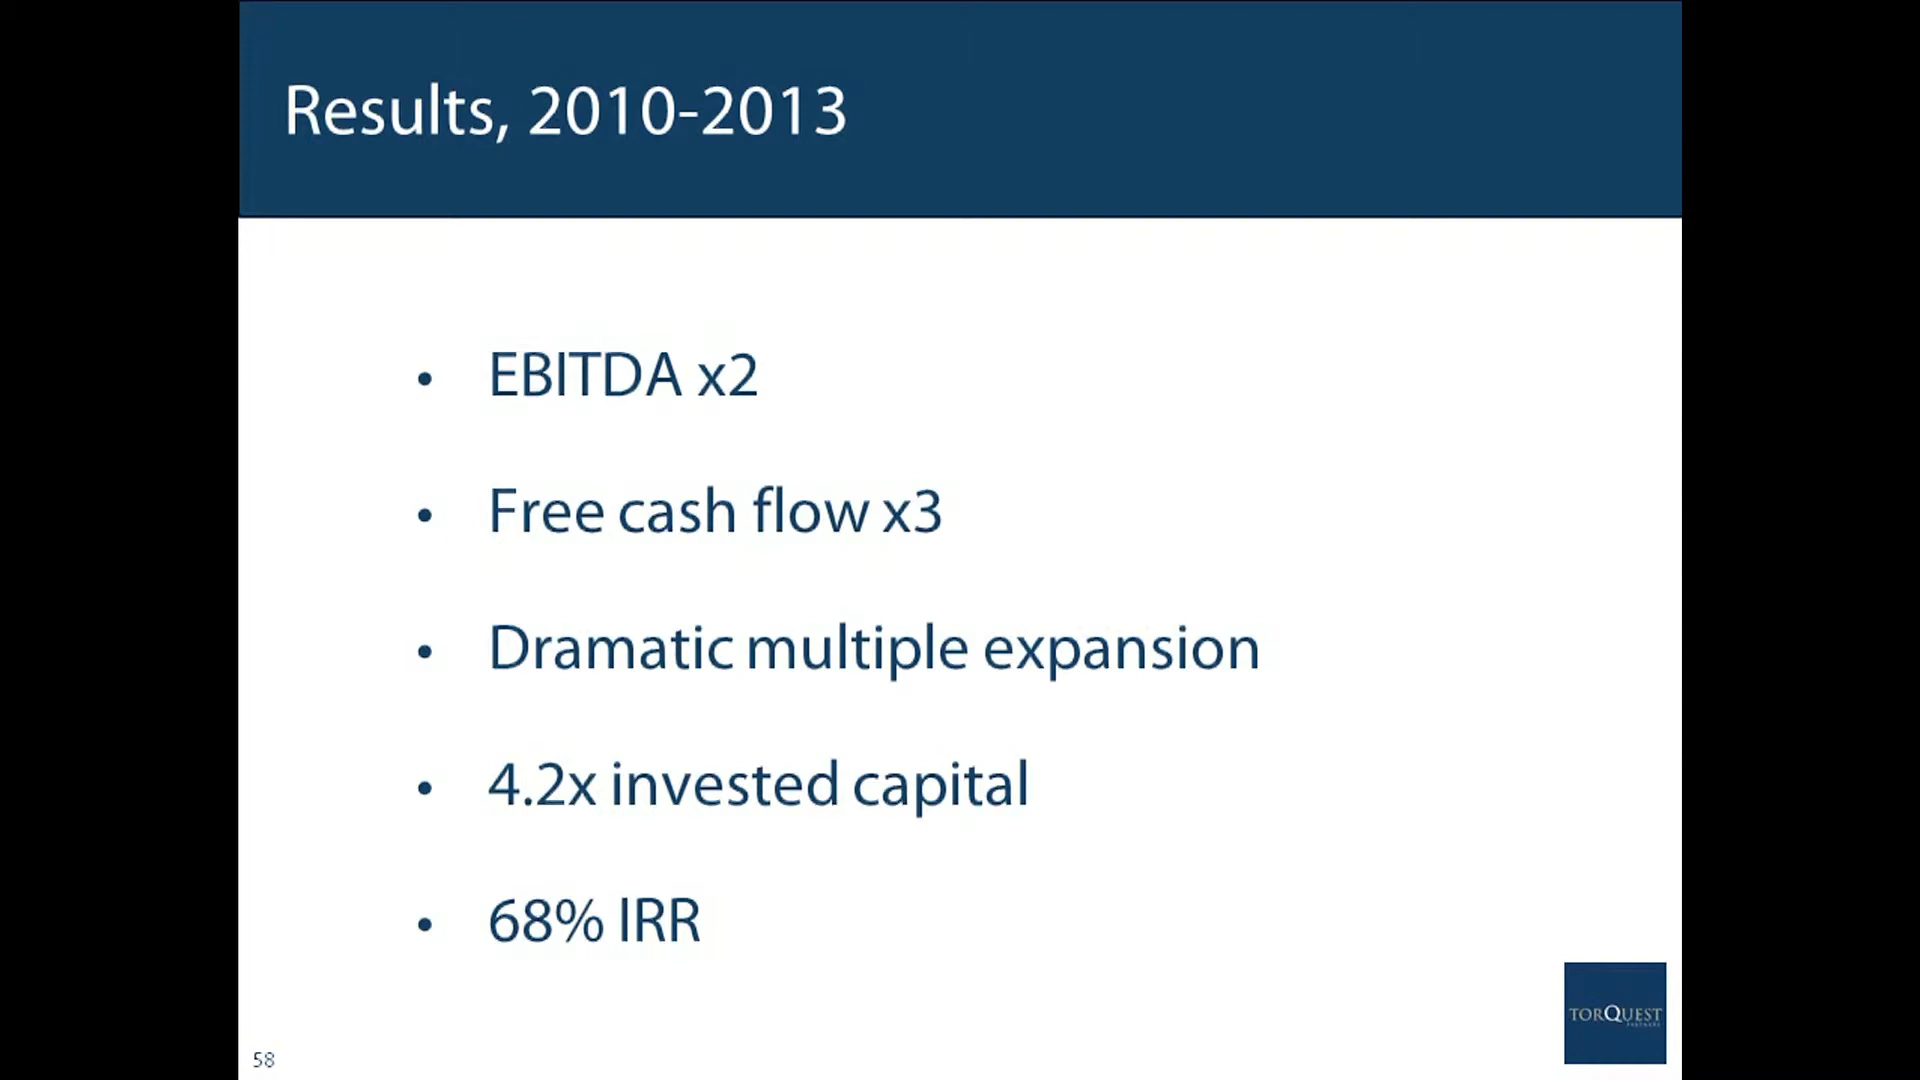 Results, 2010-2013
• EBITDA x2
• Free cash flow x3
• Dramatic multiple expansion
• 4.2x invested capital
• 68% IRR
TORQUEST
PARTNERS
58